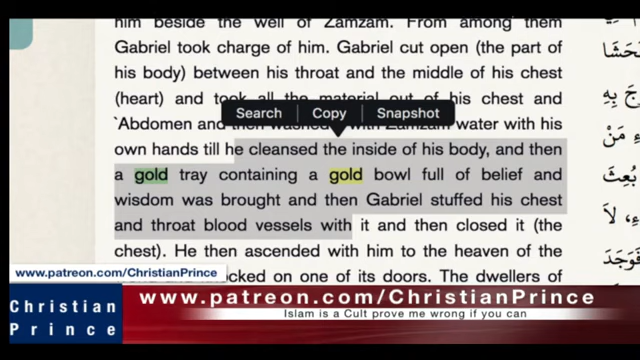 him beside the well of Zamzam. From among them
Gabriel took charge of him. Gabriel cut open (the part of
his body) between his throat and the middle of his chest
(heart) and took all the material out of his chest and
Search Copy Snapshot
`Abdomen and then washed it with Zamzam water with his
own hands till he cleansed the inside of his body, and then
a gold tray containing a gold bowl full of belief and
wisdom was brought and then Gabriel stuffed his chest
and throat blood vessels with it and then closed it (the
chest). He then ascended with him to the heaven of the
knocked on one of its doors. The dwellers of
www.patreon.com/ChristianPrince
Christian
Prince
www.patreon.com/ChristianPrince
Islam is a Cult prove me wrong if you can